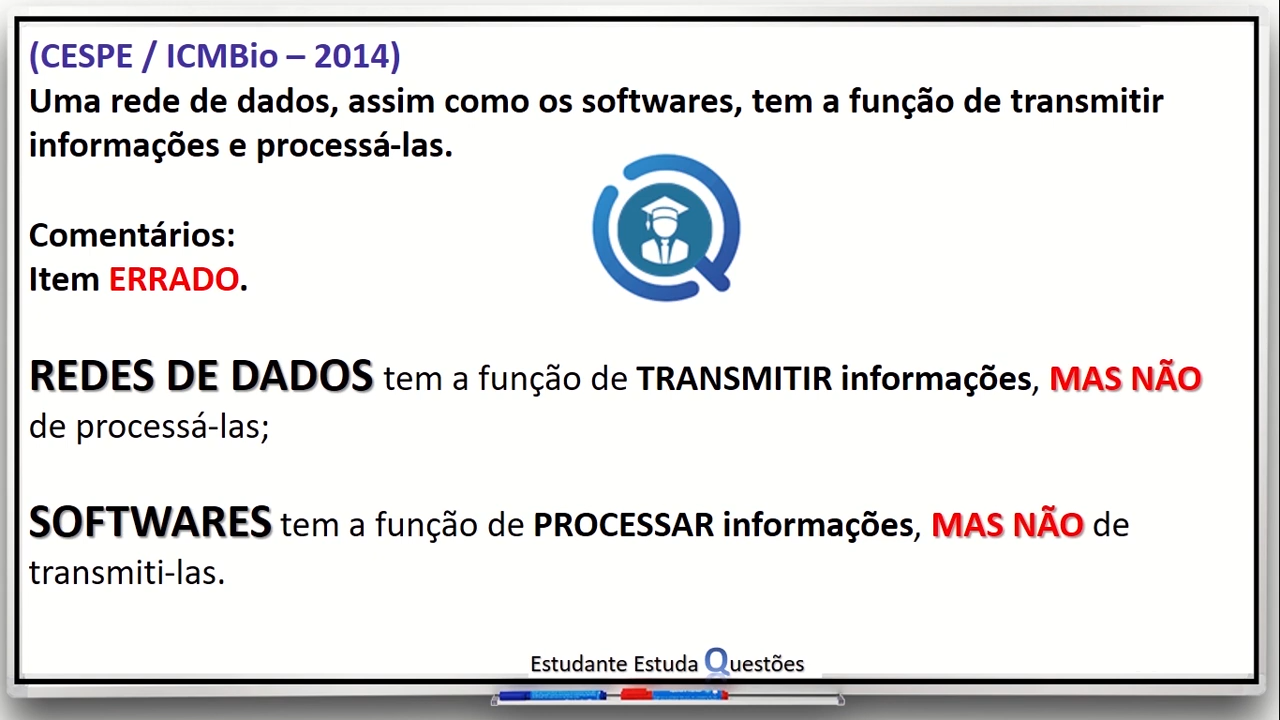 (CESPE / ICMBio – 2014)
Uma rede de dados, assim como os softwares, tem a função de transmitir
informações e processá-las.
Comentários:
Item ERRADO.
REDES DE DADOS tem a função de TRANSMITIR informações, MAS NÃO
de processá-las;
SOFTWARES tem a função de PROCESSAR informações, MAS NÃO de
transmiti-las.
Estudante Estuda Questões